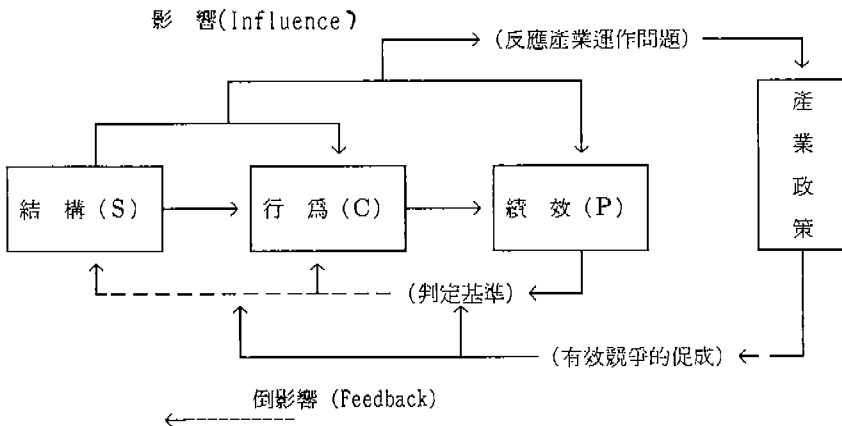 影 響(Influence)
(反應產業運作問題)
產
業
政
策
結 構(S)
行 爲(C)
績 效(P)
(判定基準)
(有效競爭的促成)
倒影響 (Feedback)